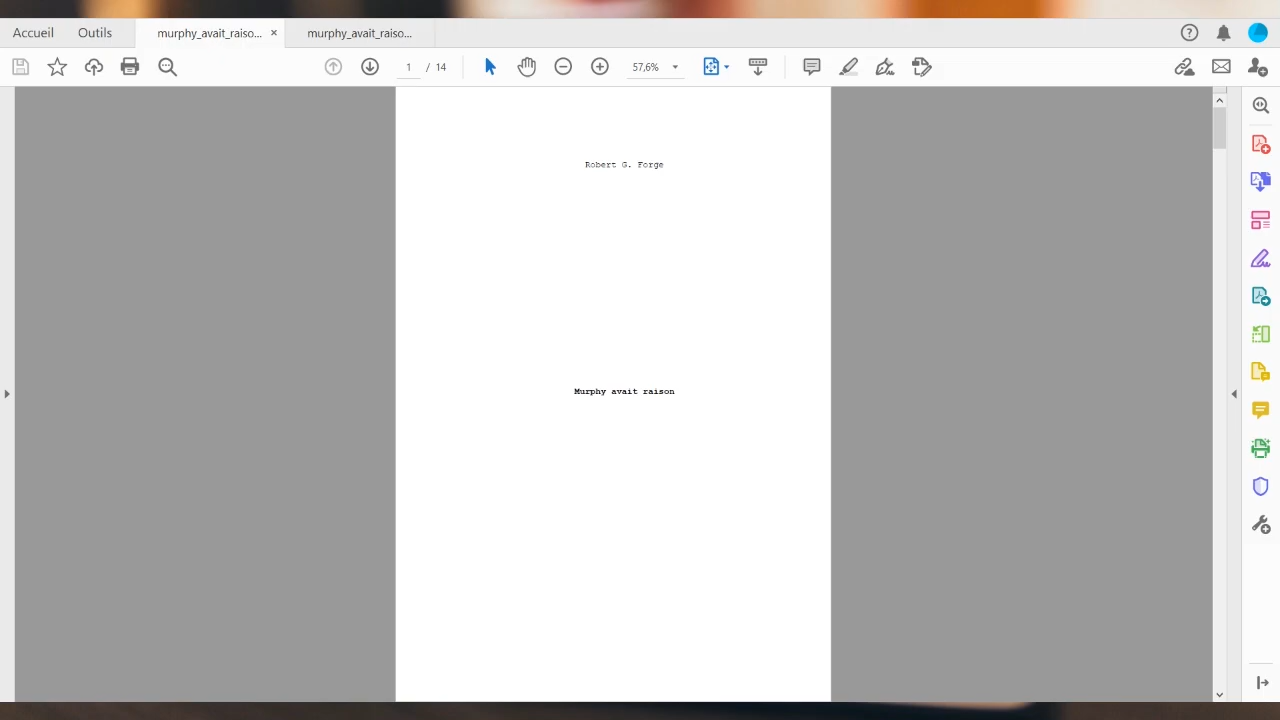 Accueil Outils murphy_avait_raiso... × murphy_avait_raiso...
1 / 14 57,6%
Robert G. Forge
Murphy avait raison